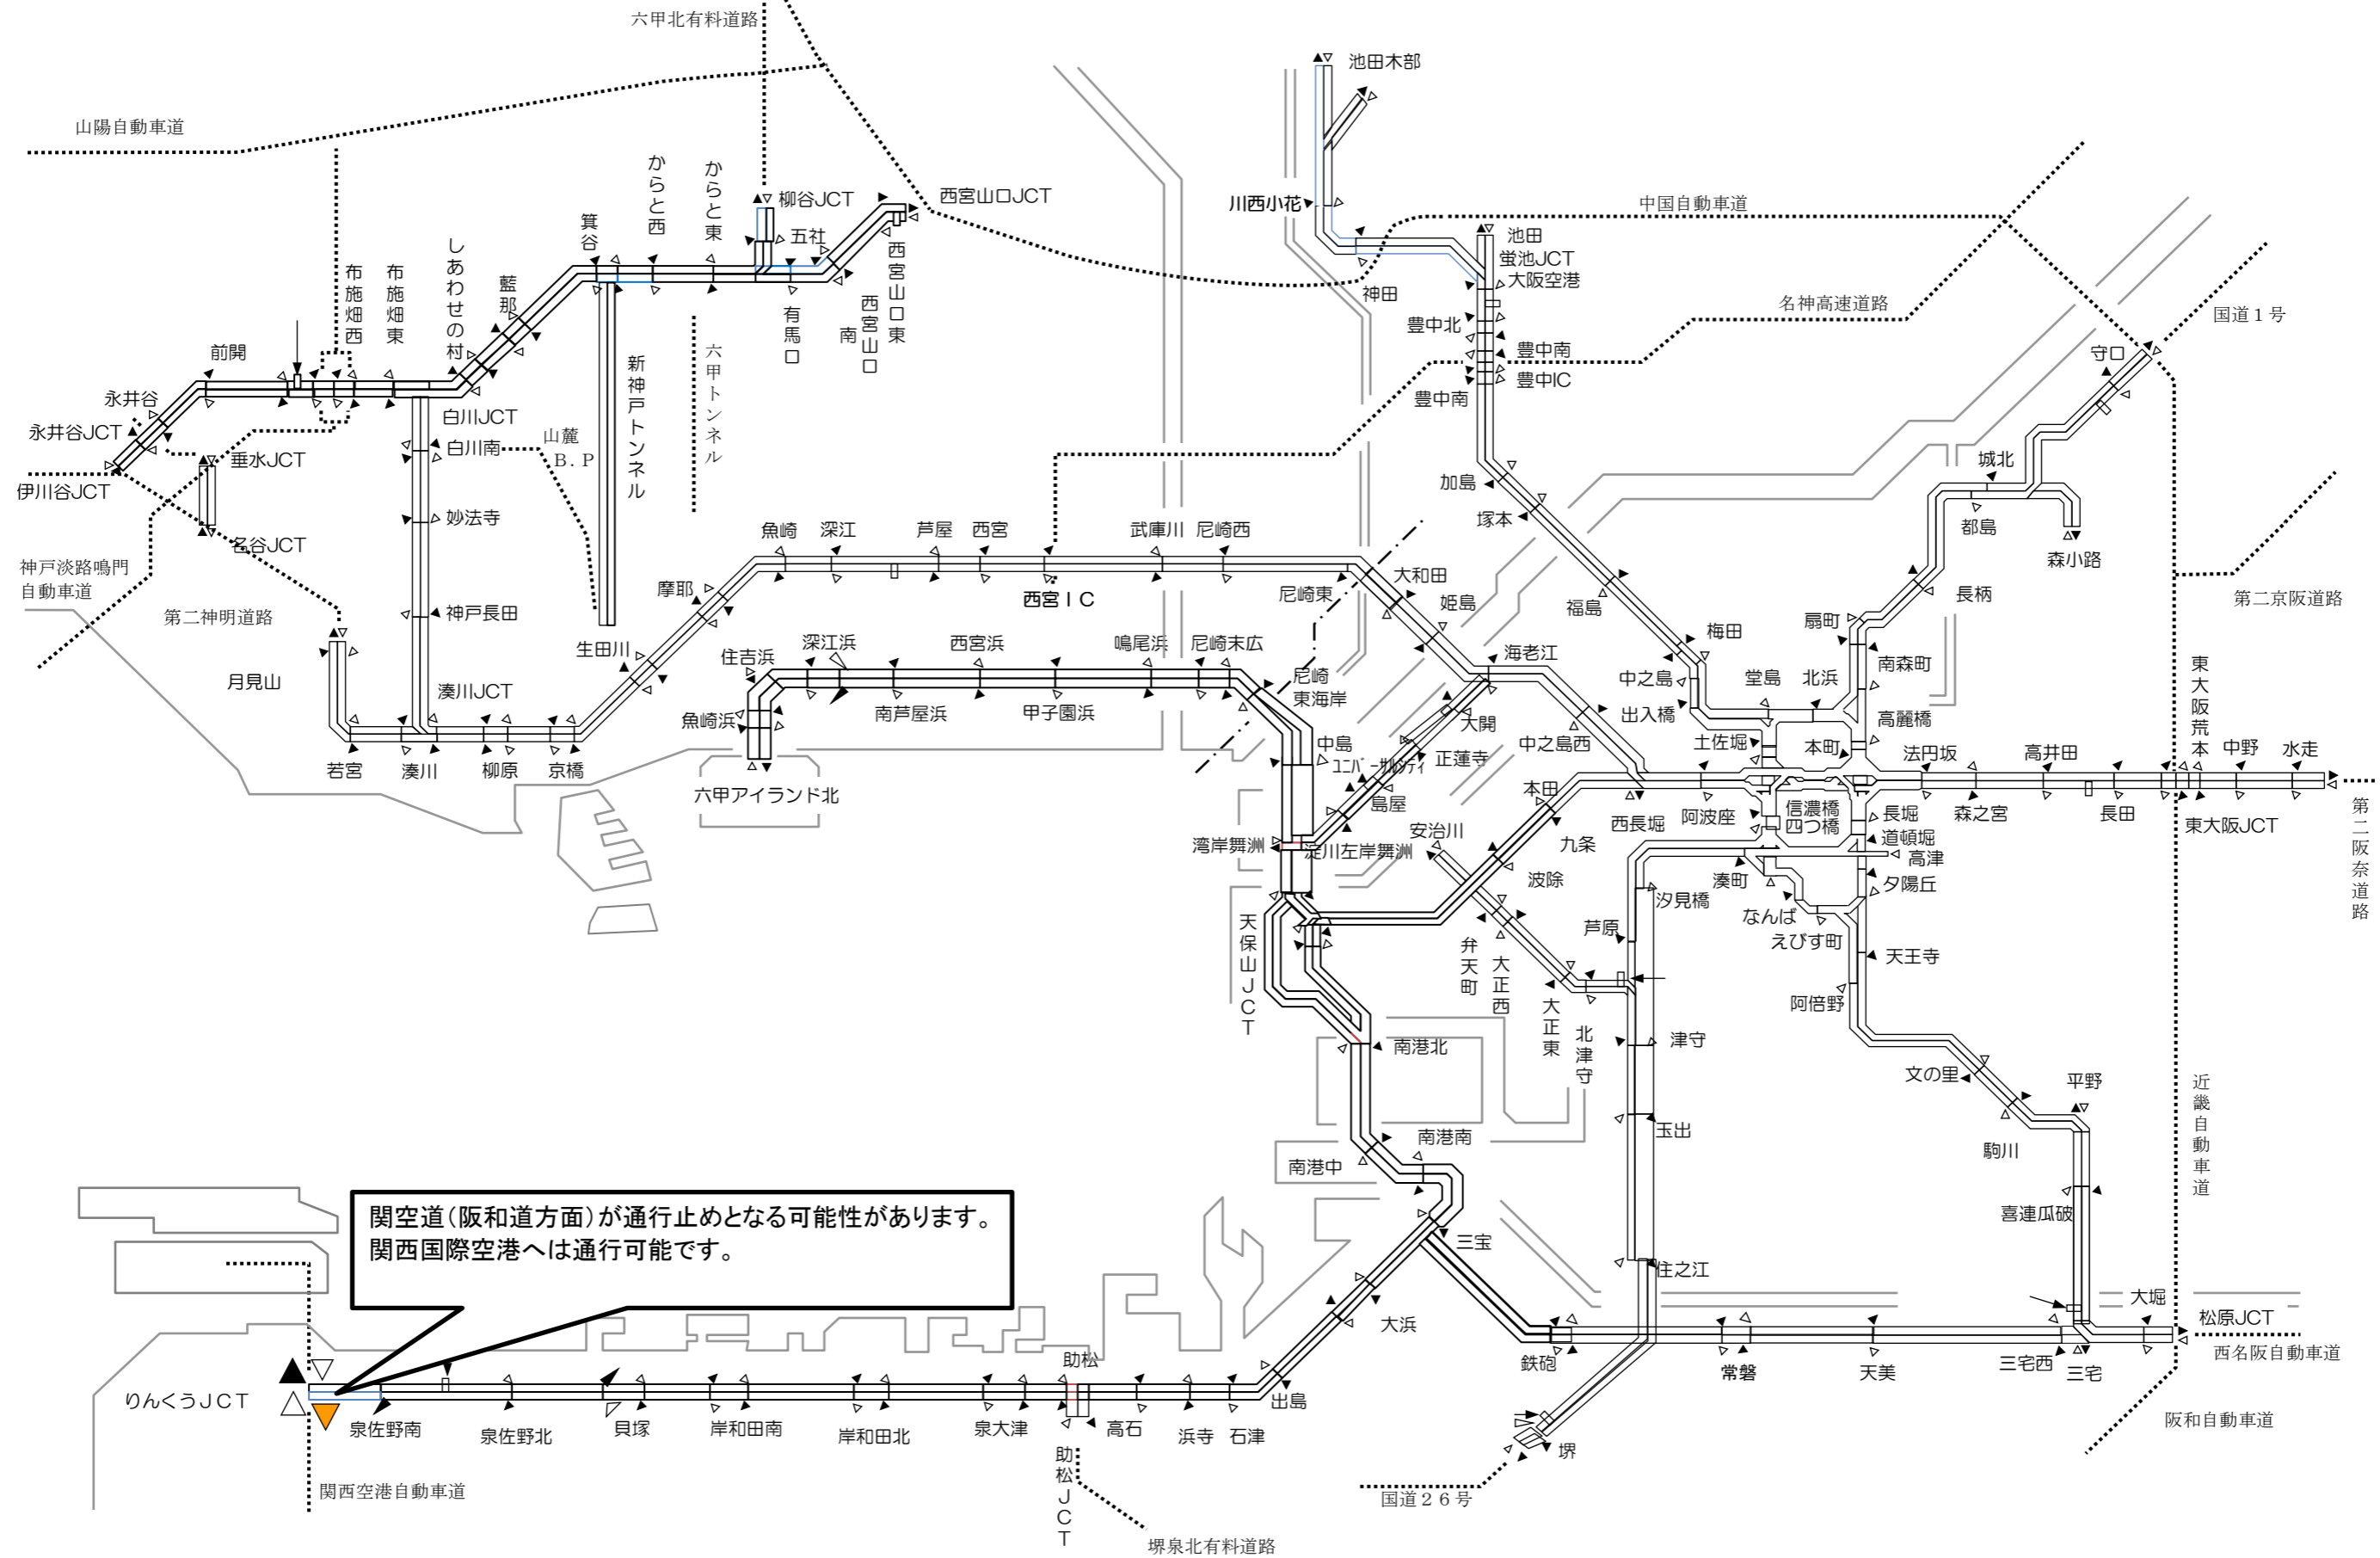 六甲北有料道路
池田木部
山陽自動車道
からと西
からと東
柳谷JCT
西宮山口JCT
川西小花
中国自動車道
箕谷
五社
池田
蛍池JCT
大阪空港
しあわせの村
藍那
布施畑西
布施畑東
西宮山口東
西宮山口南
有馬口
神田
名神高速道路
国道1号
豊中北
豊中南
豊中IC
豊中南
守口
前開
新神戸トンネル
六甲トンネル
永井谷
永井谷JCT
白川JCT
白川南
山麓
B.P
垂水JCT
伊川谷JCT
加島
城北
妙法寺
魚崎
深江
芦屋
西宮
武庫川
尼崎西
塚本
都島
名谷JCT
森小路
神戸淡路鳴門
自動車道
摩耶
尼崎東
大和田
西宮IC
姫島
福島
長柄
第二京阪道路
第二神明道路
神戸長田
扇町
生田川
住吉浜
深江浜
西宮浜
鳴尾浜
尼崎末広
海老江
梅田
南森町
東大阪荒本
月見山
湊川JCT
尼崎
東海岸
中之島
堂島
北浜
魚崎浜
南芦屋浜
甲子園浜
大開
出入橋
高麗橋
中島
ユニバーサルシティ
正蓮寺
中之島西
土佐堀
本町
法円坂
高井田
中野
水走
若宮
湊川
柳原
京橋
六甲アイランド北
島屋
本田
信濃橋
四つ橋
長堀
森之宮
長田
東大阪JCT
第二阪奈道路
阿波座
西長堀
安治川
道頓堀
湾岸舞洲
淀川左岸舞洲
九条
高津
波除
湊町
夕陽丘
汐見橋
なんば
天保山JCT
芦原
えびす町
弁天町
大正西
天王寺
大正東
北津守
阿倍野
南港北
津守
文の里
平野
近畿自動車道
玉出
南港南
駒川
南港中
喜連瓜破
関空道(阪和道方面)が通行止めとなる可能性があります。
関西国際空港へは通行可能です。
三宝
住之江
大堀
松原JCT
大浜
西名阪自動車道
助松
鉄砲
常磐
天美
三宅西
三宅
りんくうJCT
出島
泉佐野南
泉佐野北
貝塚
岸和田南
岸和田北
泉大津
高石
浜寺
石津
阪和自動車道
堺
助松JCT
関西空港自動車道
国道26号
堺泉北有料道路